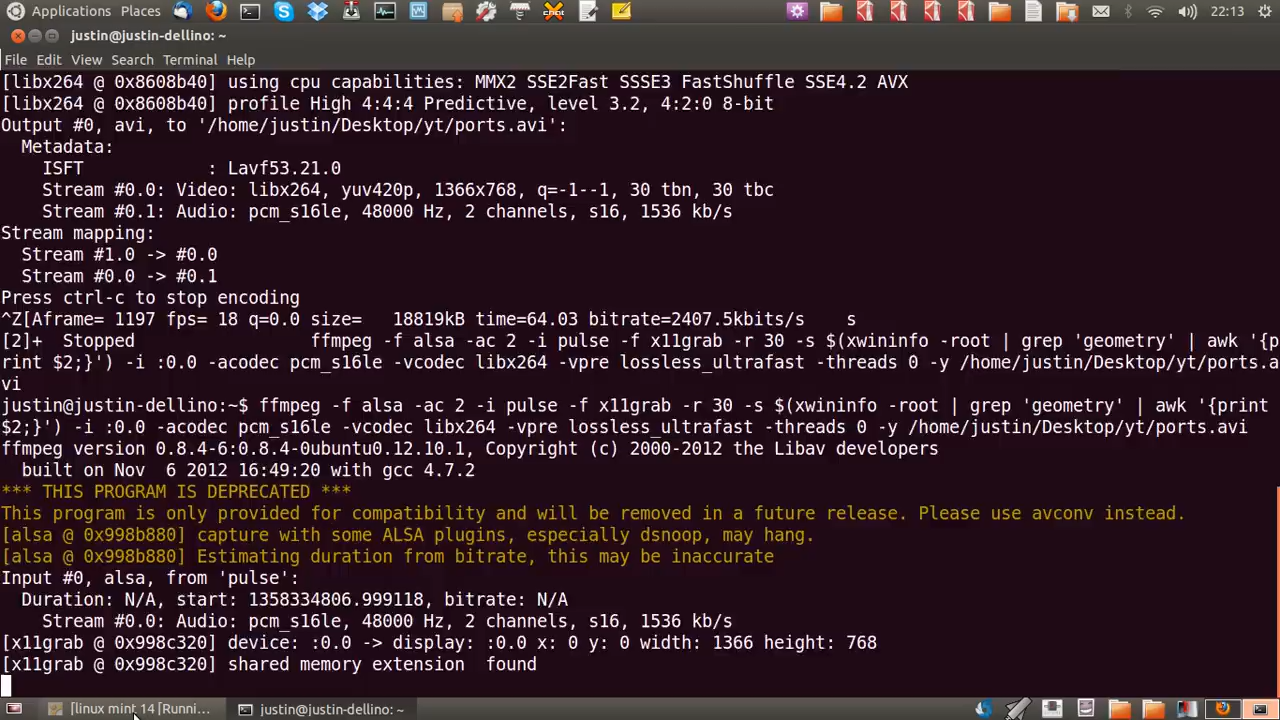 Applications Places 22:13
justin@justin-dellino: ~
File Edit View Search Terminal Help
[libx264 @ 0x8608b40] using cpu capabilities: MMX2 SSE2Fast SSSE3 FastShuffle SSE4.2 AVX
[libx264 @ 0x8608b40] profile High 4:4:4 Predictive, level 3.2, 4:2:0 8-bit
Output #0, avi, to '/home/justin/Desktop/yt/ports.avi':
  Metadata:
    ISFT            : Lavf53.21.0
    Stream #0.0: Video: libx264, yuv420p, 1366x768, q=-1--1, 30 tbn, 30 tbc
    Stream #0.1: Audio: pcm_s16le, 48000 Hz, 2 channels, s16, 1536 kb/s
Stream mapping:
  Stream #1.0 -> #0.0
  Stream #0.0 -> #0.1
Press ctrl-c to stop encoding
^Z[Aframe= 1197 fps= 18 q=0.0 size=   18819kB time=64.03 bitrate=2407.5kbits/s    s
[2]+  Stopped                 ffmpeg -f alsa -ac 2 -i pulse -f x11grab -r 30 -s $(xwininfo -root | grep 'geometry' | awk '{p
rint $2;}') -i :0.0 -acodec pcm_s16le -vcodec libx264 -vpre lossless_ultrafast -threads 0 -y /home/justin/Desktop/yt/ports.a
vi
justin@justin-dellino:~$ ffmpeg -f alsa -ac 2 -i pulse -f x11grab -r 30 -s $(xwininfo -root | grep 'geometry' | awk '{print
$2;}') -i :0.0 -acodec pcm_s16le -vcodec libx264 -vpre lossless_ultrafast -threads 0 -y /home/justin/Desktop/yt/ports.avi
ffmpeg version 0.8.4-6:0.8.4-0ubuntu0.12.10.1, Copyright (c) 2000-2012 the Libav developers
  built on Nov  6 2012 16:49:20 with gcc 4.7.2
*** THIS PROGRAM IS DEPRECATED ***
This program is only provided for compatibility and will be removed in a future release. Please use avconv instead.
[alsa @ 0x998b880] capture with some ALSA plugins, especially dsnoop, may hang.
[alsa @ 0x998b880] Estimating duration from bitrate, this may be inaccurate
Input #0, alsa, from 'pulse':
  Duration: N/A, start: 1358334806.999118, bitrate: N/A
    Stream #0.0: Audio: pcm_s16le, 48000 Hz, 2 channels, s16, 1536 kb/s
[x11grab @ 0x998c320] device: :0.0 -> display: :0.0 x: 0 y: 0 width: 1366 height: 768
[x11grab @ 0x998c320] shared memory extension  found
[linux mint 14 [Runni... justin@justin-dellino: ~